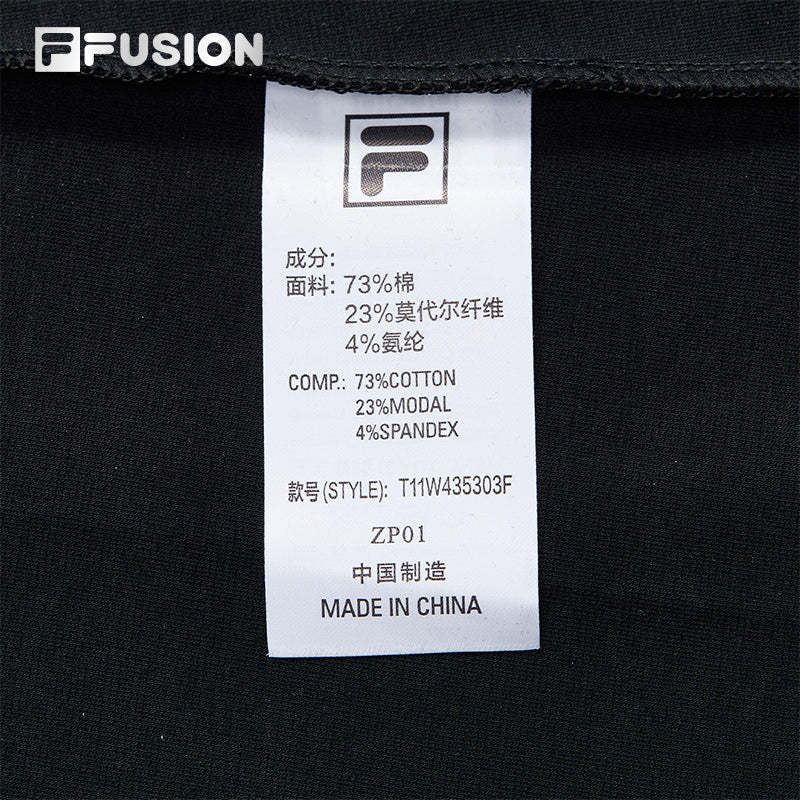 FUSION
成分:
面料: 73%棉
23%莫代尔纤维
4%氨纶
COMP.: 73%COTTON
23%MODAL
4%SPANDEX
款号(STYLE): T11W435303F
ZP01
中国制造
MADE IN CHINA